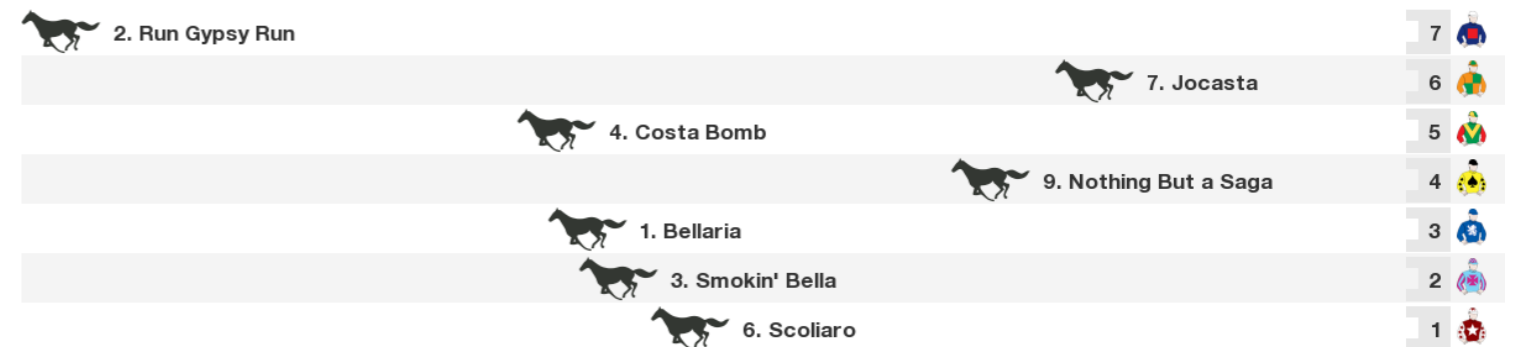 2. Run Gypsy Run 7
7. Jocasta 6
4. Costa Bomb 5
9. Nothing But a Saga 4
1. Bellaria 3
3. Smokin' Bella 2
6. Scoliaro 1